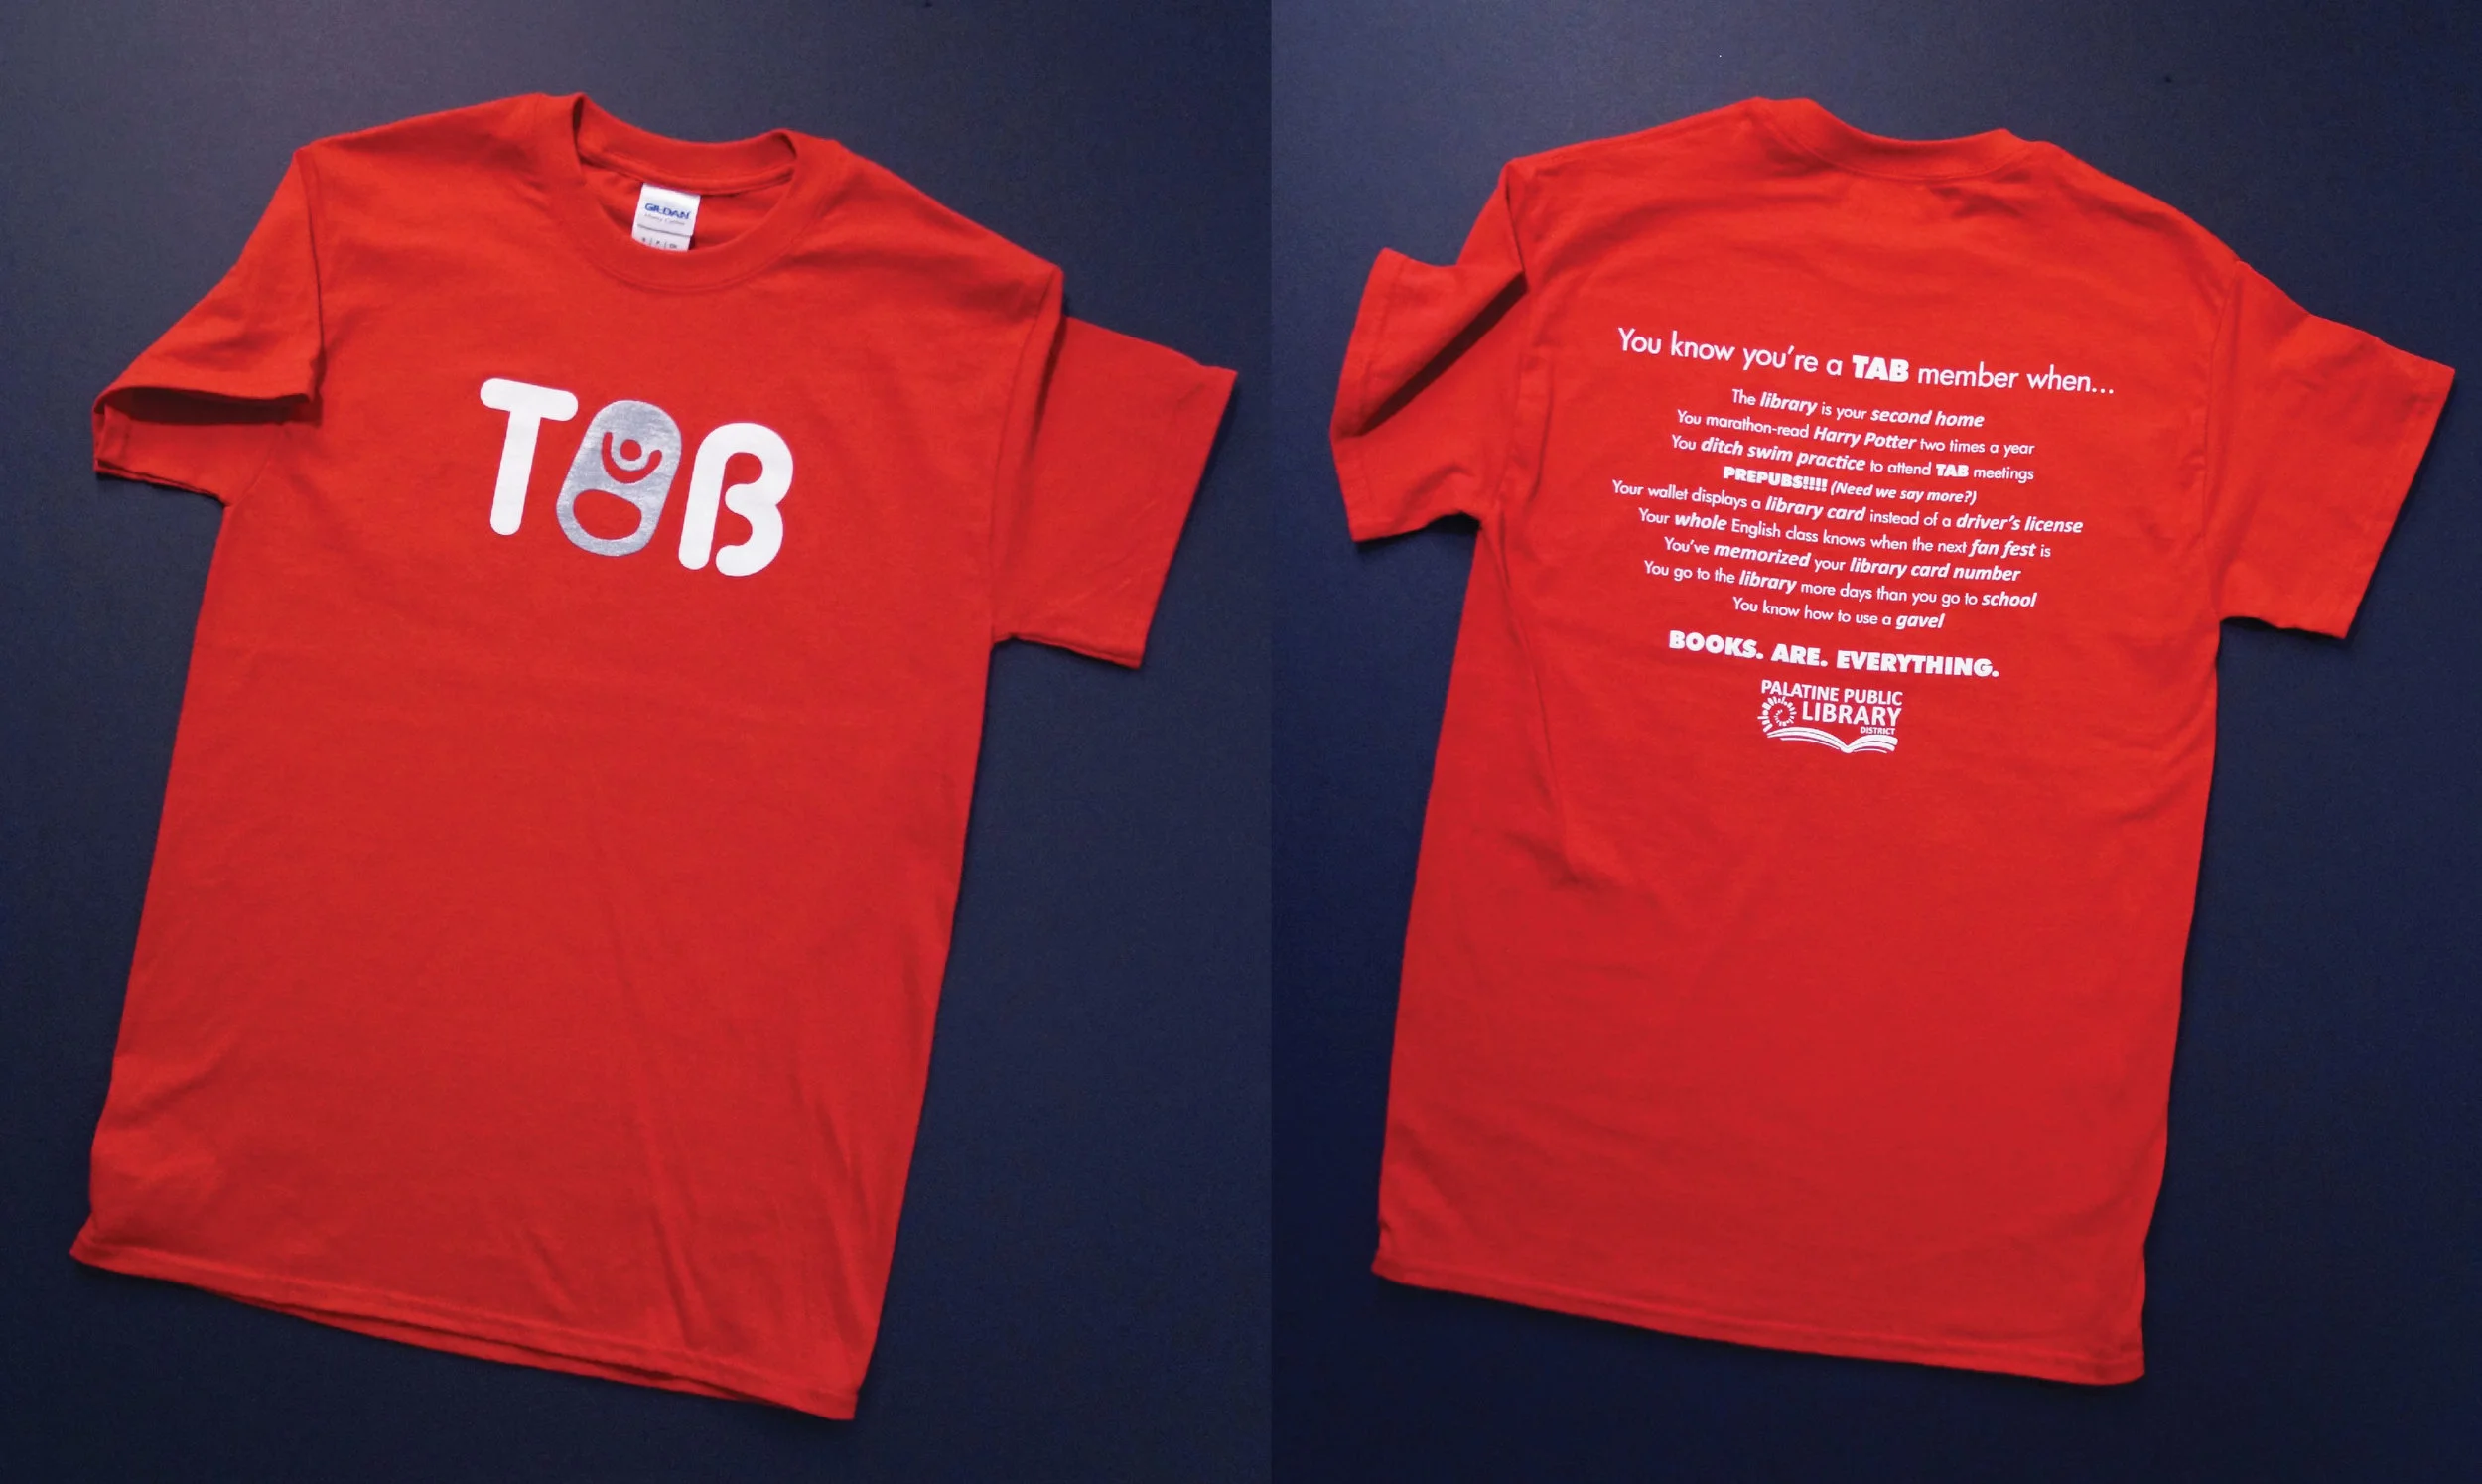 GILDAN
TAB
You know you're a TAB member when...
The library is your second home
You marathon-read Harry Potter two times a year
You ditch swim practice to attend TAB meetings
PREPUBS!!!! (Need we say more?)
Your wallet displays a library card instead of a driver's license
Your whole English class knows when the next fan fest is
You've memorized your library card number
You go to the library more days than you go to school
You know how to use a gavel
BOOKS. ARE. EVERYTHING.
PALATINE PUBLIC
LIBRARY
DISTRICT